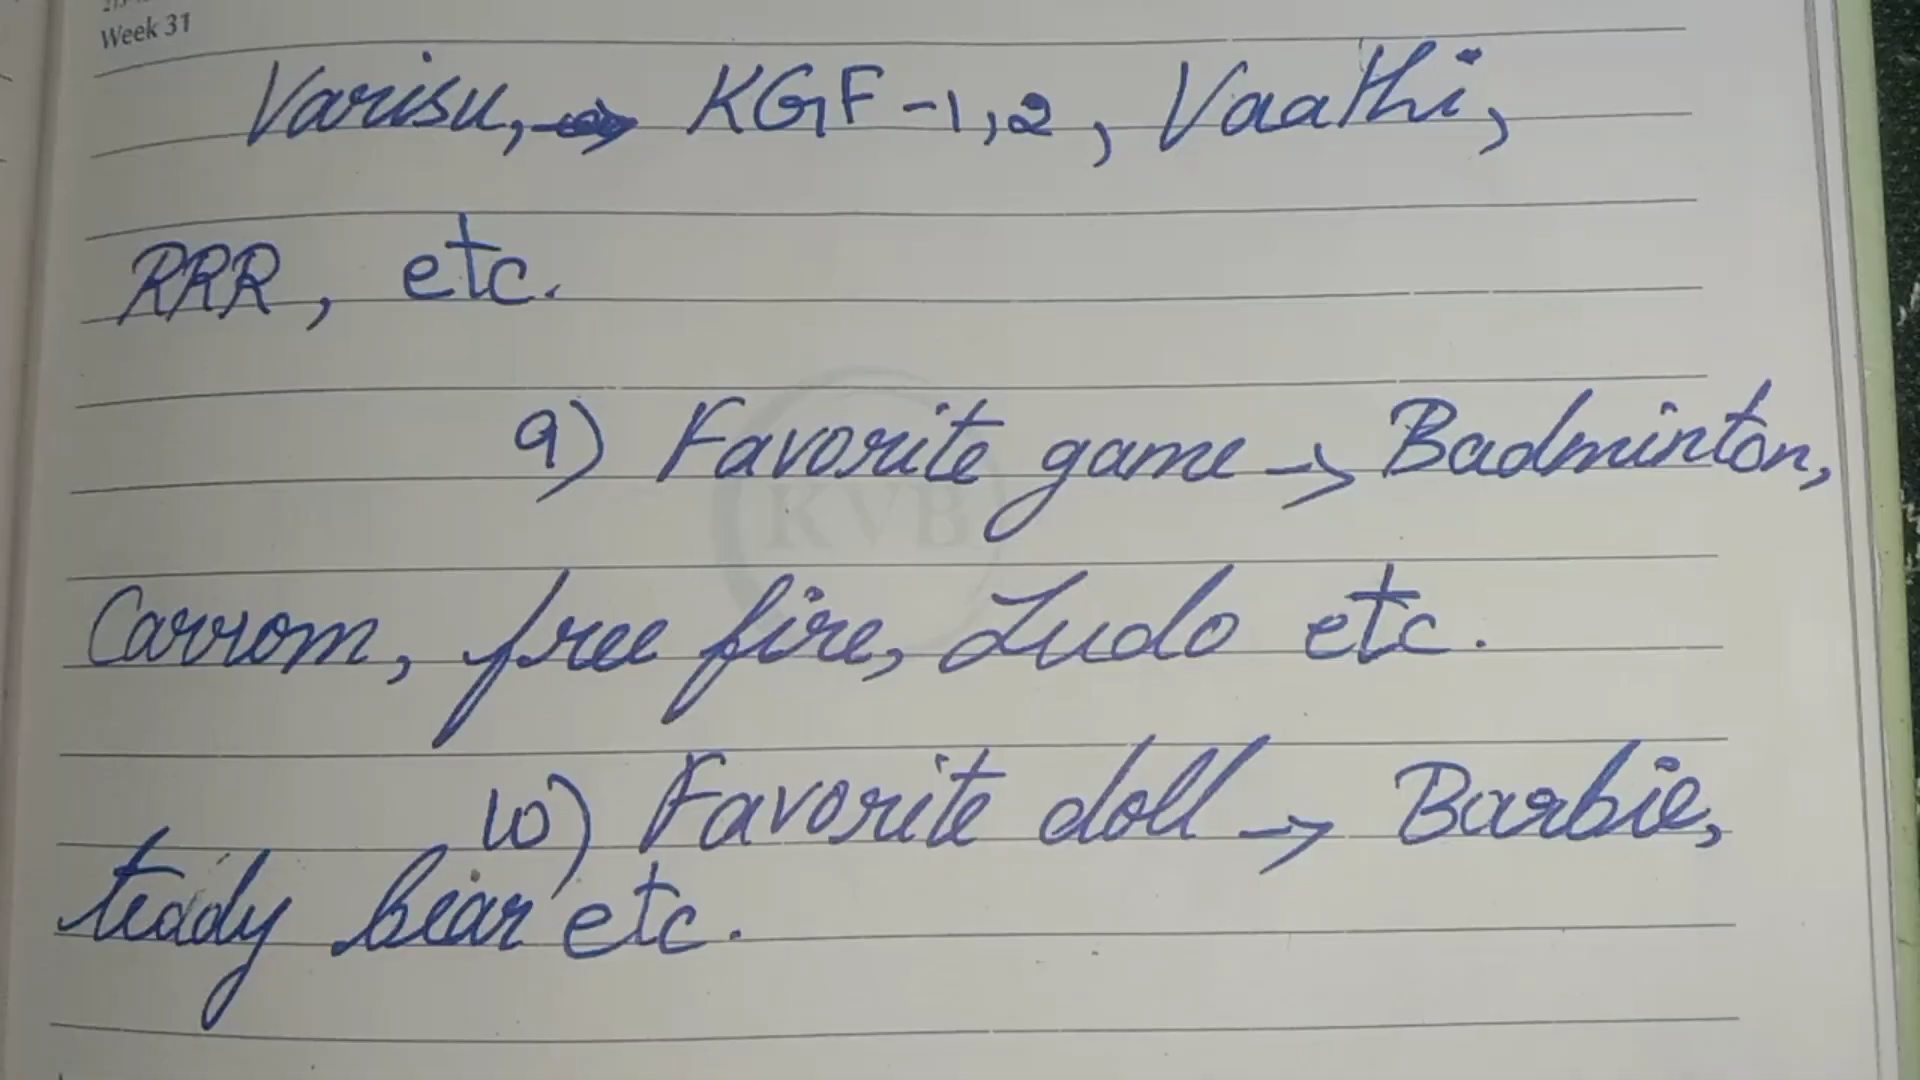 Week 31
Varisu, KGF-1,2, Vaathi,
RRR, etc.
9) Favorite game → Badminton,
KVB
Carrom, free fire, Ludo etc.
10) Favorite doll → Barbie,
teddy bear etc.